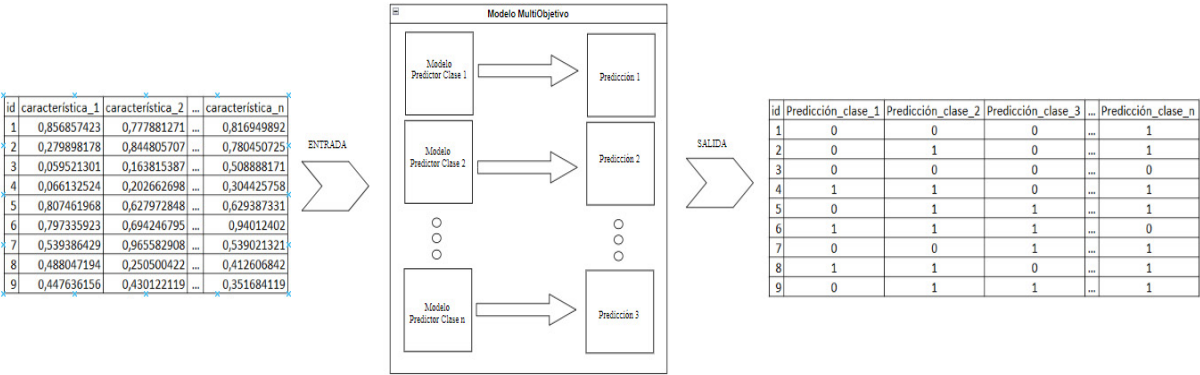 id característica_1 característica_2 ... característica_n
1 0,856857423 0,777881271 ... 0,816949892
2 0,279898178 0,844805707 ... 0,780450725
3 0,059521301 0,163815387 ... 0,508888171
4 0,066132524 0,202662698 ... 0,304425758
5 0,807461968 0,627972848 ... 0,629387331
6 0,797335923 0,694246795 ... 0,94012402
7 0,539386429 0,965582908 ... 0,539021321
8 0,488047194 0,250500422 ... 0,412606842
9 0,447636156 0,430122119 ... 0,351684119
ENTRADA
Modelo MultiObjetivo
Modelo
Predictor Clase 1
Predicción 1
Modelo
Predictor Clase 2
Predicción 2
Modelo
Predictor Clase n
Predicción 3
SALIDA
id Predicción_clase_1 Predicción_clase_2 Predicción_clase_3 ... Predicción_clase_n
1 0 0 0 ... 1
2 0 1 0 ... 1
3 0 0 0 ... 0
4 1 1 0 ... 1
5 0 1 1 ... 1
6 1 1 1 ... 0
7 0 0 1 ... 1
8 1 1 0 ... 1
9 0 1 1 ... 1